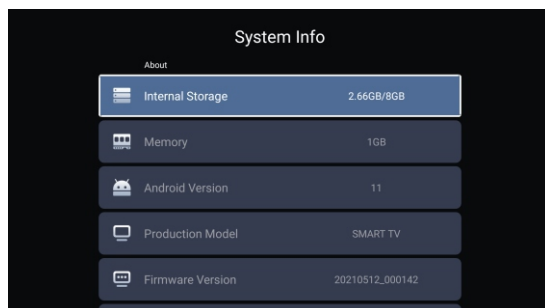 System Info
About
Internal Storage 2.66GB/8GB
Memory 1GB
Android Version 11
Production Model SMART TV
Firmware Version 20210512_000142